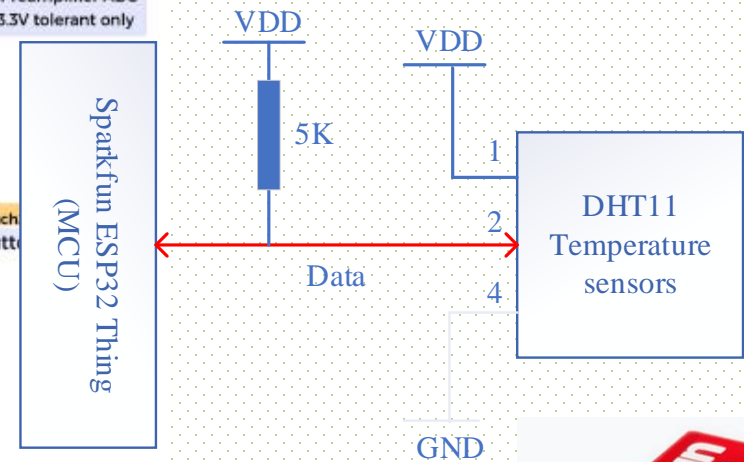 3.3V tolerant only
VDD
VDD
5K
Sparkfun ESP32 Thing
(MCU)
1
2
4
Data
DHT11
Temperature
sensors
GND